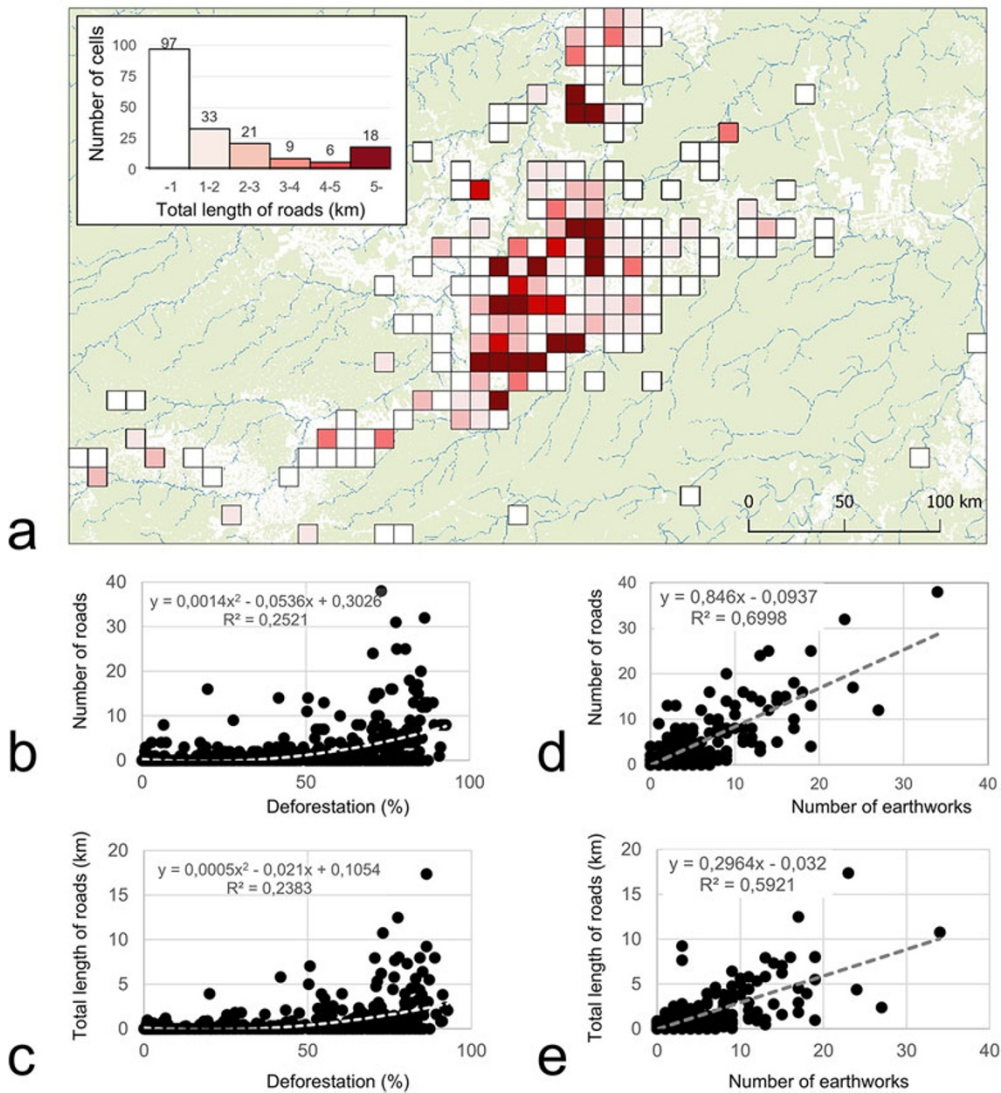 a
Number of cells
100
75
50
25
0
97
33
21
9
6
18
-1
1-2
2-3
3-4
4-5
5-
Total length of roads (km)
0
50
100 km
b
Number of roads
40
30
20
10
0
y = 0,0014x² - 0,0536x + 0,3026
R² = 0,2521
0
50
100
Deforestation (%)
d
Number of roads
40
30
20
10
0
y = 0,846x - 0,0937
R² = 0,6998
0
10
20
30
40
Number of earthworks
c
Total length of roads (km)
20
15
10
5
0
y = 0,0005x² - 0,021x + 0,1054
R² = 0,2383
0
50
100
Deforestation (%)
e
Total length of roads (km)
20
15
10
5
0
y = 0,2964x - 0,032
R² = 0,5921
0
10
20
30
40
Number of earthworks